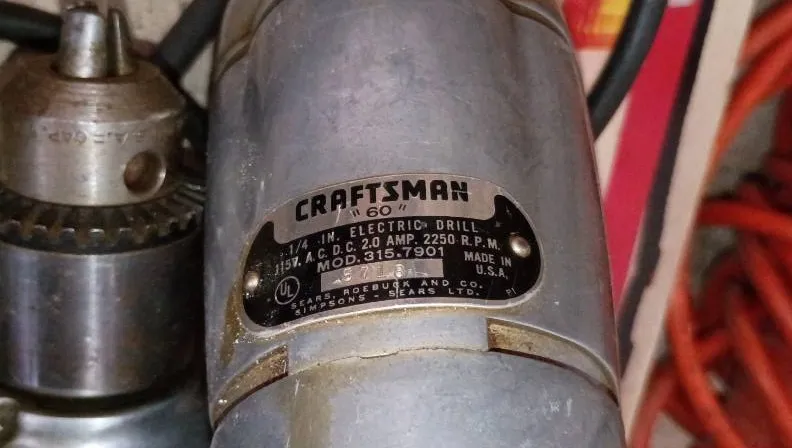 CRAFTSMAN
"60"
1/4 IN. ELECTRIC DRILL
115V. A.C. D.C. 2.0 AMP. 2250 R.P.M.
MOD. 315.7901
MADE IN
U.S.A.
UL
SEARS, ROEBUCK AND CO.
SIMPSONS - SEARS LTD.